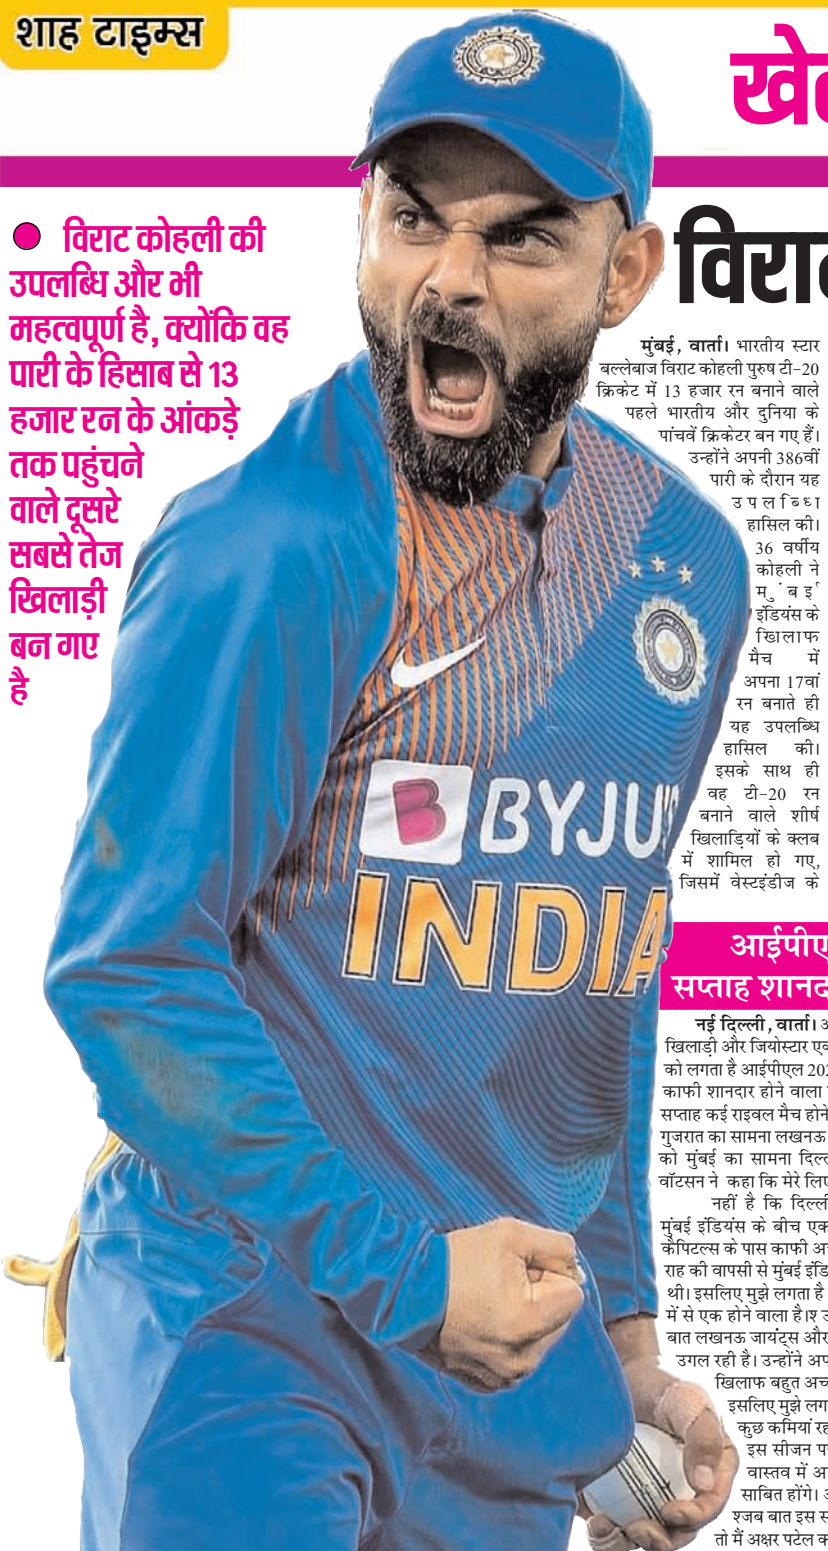 शाह टाइम्स
खे
विरा
विराट कोहली की
उपलब्धि और भी
महत्वपूर्ण है, क्योंकि वह
पारी के हिसाब से 13
हजार रन के आंकड़े
तक पहुंचने
वाले दूसरे
सबसे तेज
खिलाड़ी
बन गए
है
मुंबई, वार्ता। भारतीय स्टार
बल्लेबाज विराट कोहली पुरुष टी-20
क्रिकेट में 13 हजार रन बनाने वाले
पहले भारतीय और दुनिया के
पांचवें क्रिकेटर बन गए हैं।
उन्होंने अपनी 386वीं
पारी के दौरान यह
उपलब्धि
हासिल की।
36 वर्षीय
कोहली ने
मुंबई
इंडियंस के
खिलाफ
मैच में
अपना 17वां
रन बनाते ही
यह उपलब्धि
हासिल की।
इसके साथ ही
वह टी-20 रन
बनाने वाले शीर्ष
खिलाड़ियों के क्लब
में शामिल हो गए,
जिसमें वेस्टइंडीज के
BYJU'S
INDIA
आईपीए
सप्ताह शानद
नई दिल्ली, वार्ता।
खिलाड़ी और जियोस्टार एक
को लगता है आईपीएल 202
काफी शानदार होने वाला
सप्ताह कई राइवल मैच होने
गुजरात का सामना लखनऊ
को मुंबई का सामना दिल्ल
वॉटसन ने कहा कि मेरे लिए
नहीं है कि दिल्ली
मुंबई इंडियंस के बीच एक
कैपिटल्स के पास काफी अ
राह की वापसी से मुंबई इंडि
थी। इसलिए मुझे लगता है
में से एक होने वाला है।श्
बात लखनऊ जायंट्स और
उगल रही है। उन्होंने अप
खिलाफ बहुत अच
इसलिए मुझे लग
कुछ कमियां रह
इस सीजन प
वास्तव में अ
साबित होंगे।
श्जब बात इस स
तो मैं अक्षर पटेल क